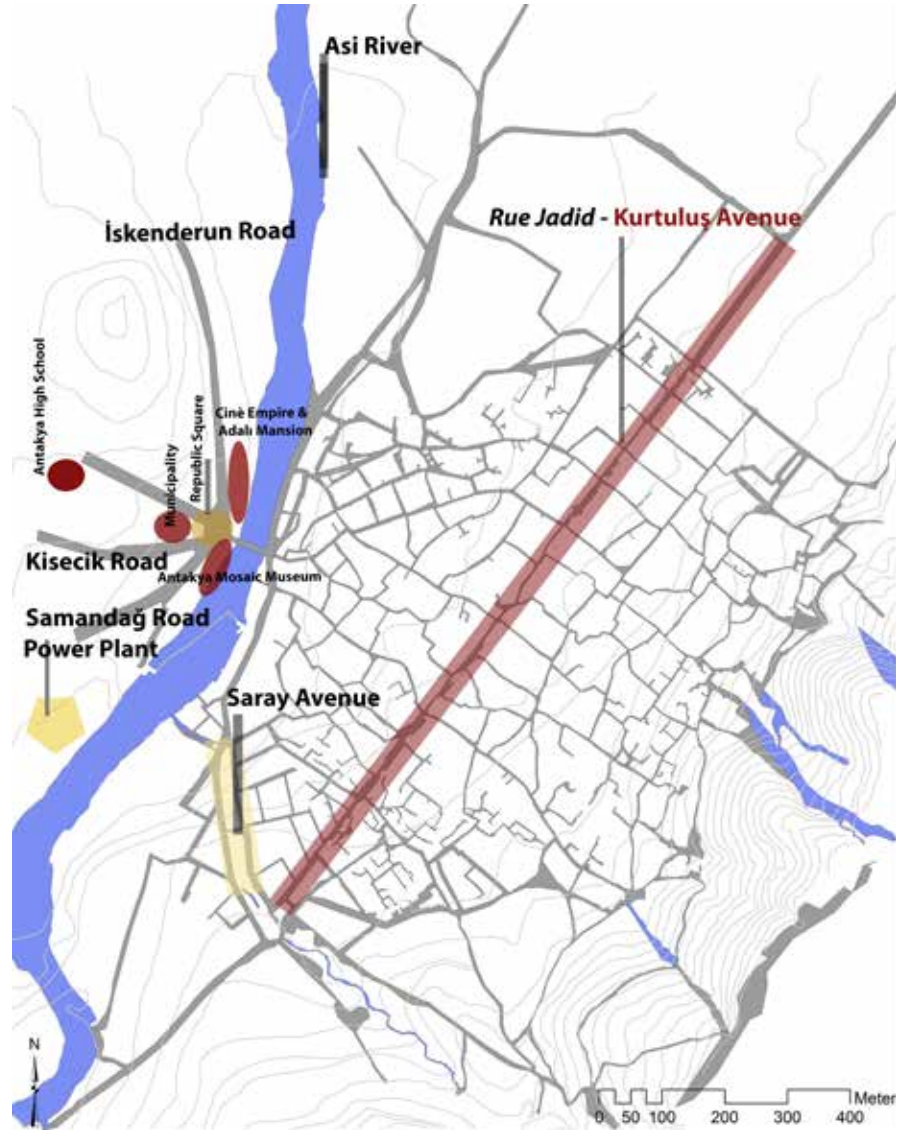 Asi River
Rue Jadid - Kurtuluş Avenue
İskenderun Road
Antakya High School
Cinè Empire &
Adalı Mansion
Municipality
Republic Square
Kisecik Road
Antakya Mosaic Museum
Samandağ Road
Power Plant
Saray Avenue
N
Meter
0 50 100 200 300 400